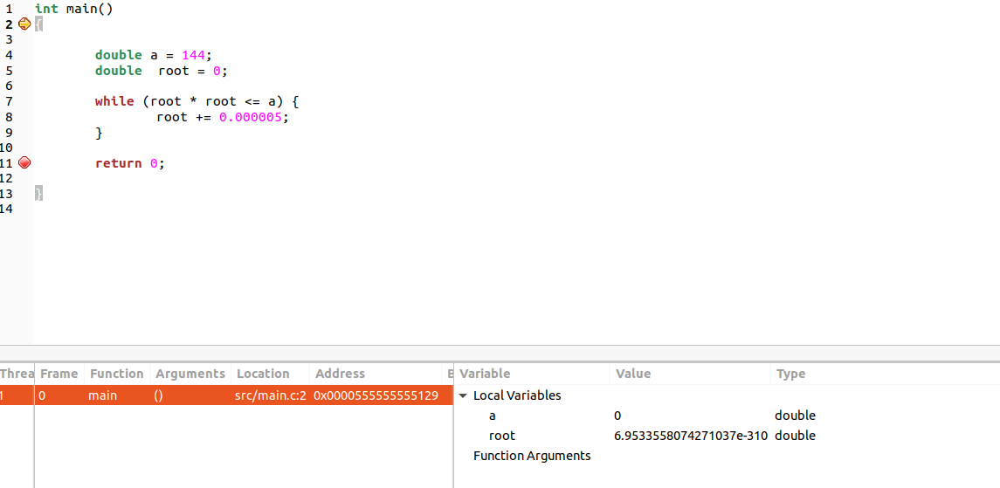 1 int main()
2 {
3
4 double a = 144;
5 double  root = 0;
6
7 while (root * root <= a) {
8 root += 0.000005;
9 }
10
11 return 0;
12
13 }
14
Threa Frame Function Arguments Location Address Variable Value Type
1 0 main () src/main.c:2 0x0000555555555129 Local Variables
a 0 double
root 6.9533558074271037e-310 double
Function Arguments